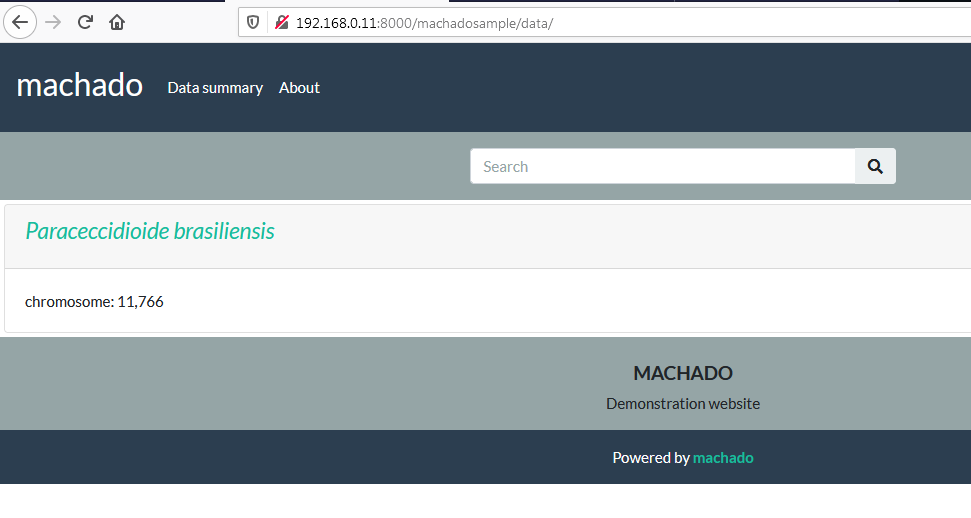 192.168.0.11:8000/machadosample/data/
machado Data summary About
Search
Paraceccidioide brasiliensis
chromosome: 11,766
MACHADO
Demonstration website
Powered by machado